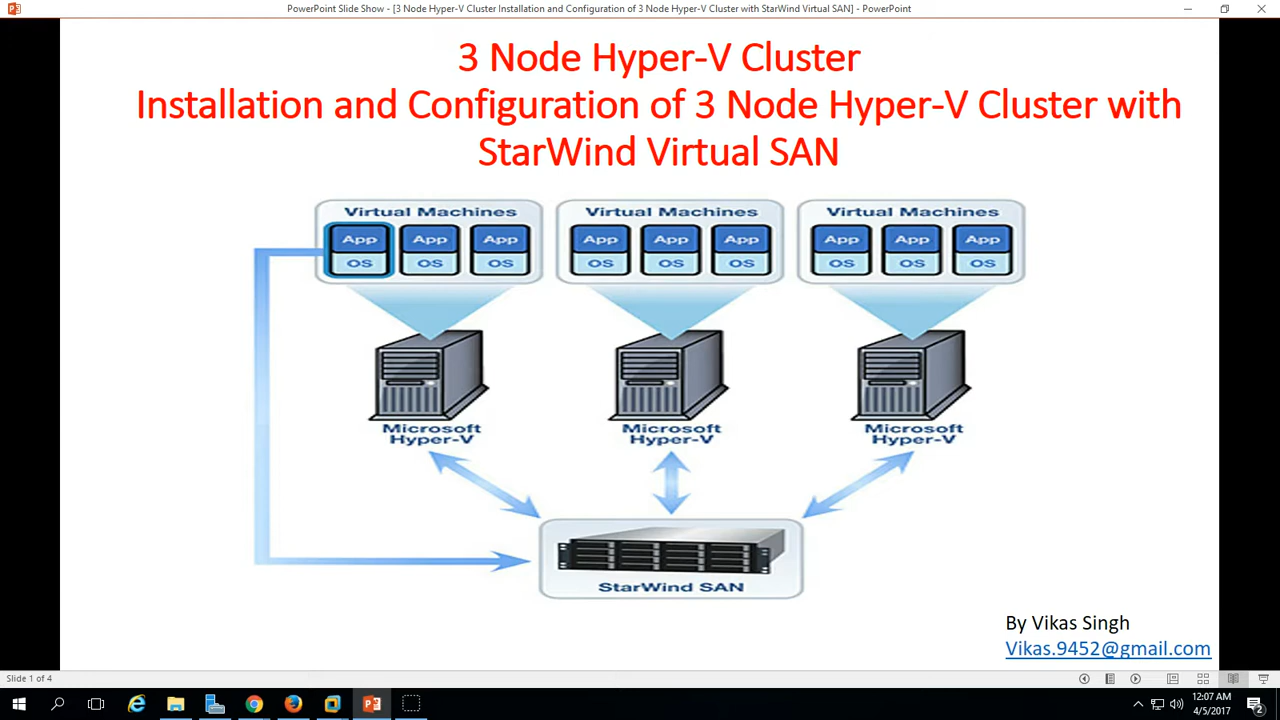 PowerPoint Slide Show - [3 Node Hyper-V Cluster Installation and Configuration of 3 Node Hyper-V Cluster with StarWind Virtual SAN] - PowerPoint
3 Node Hyper-V Cluster
Installation and Configuration of 3 Node Hyper-V Cluster with
StarWind Virtual SAN
Virtual Machines Virtual Machines Virtual Machines
App App App App App App App App App
OS OS OS OS OS OS OS OS OS
Microsoft Microsoft Microsoft
Hyper-V Hyper-V Hyper-V
StarWind SAN
By Vikas Singh
Vikas.9452@gmail.com
Slide 1 of 4
12:07 AM
4/5/2017
2